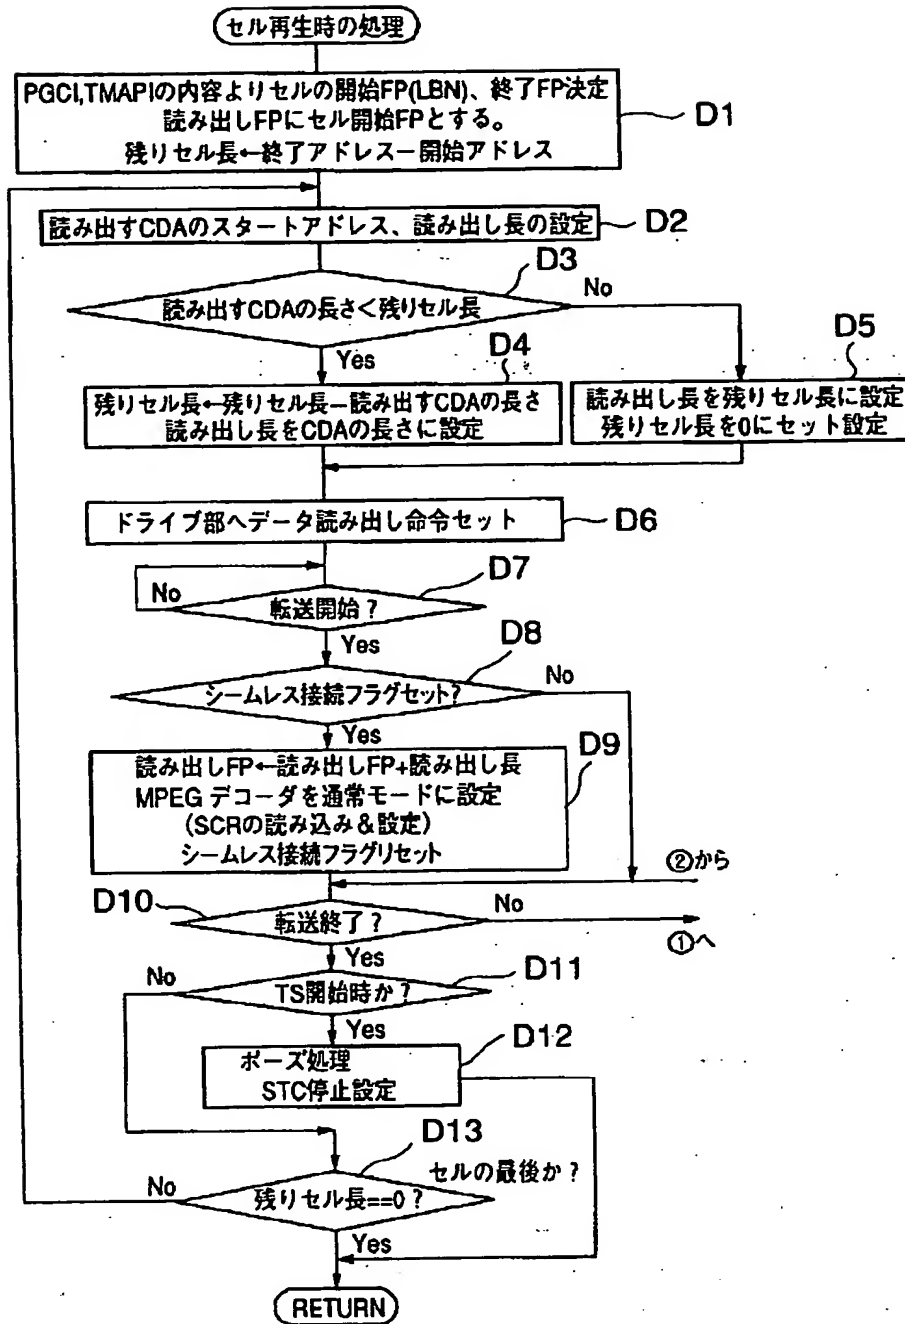 セル再生時の処理
PGCI,TMAPIの内容よりセルの開始FP(LBN)、終了FP決定
読み出しFPにセル開始FPとする。
残りセル長←終了アドレスー開始アドレス
D1
読み出すCDAのスタートアドレス、読み出し長の設定
D2
D3
読み出すCDAの長さ<残りセル長
No
Yes
D4
D5
残りセル長←残りセル長−読み出すCDAの長さ
読み出し長をCDAの長さに設定
読み出し長を残りセル長に設定
残りセル長を0にセット設定
ドライブ部へデータ読み出し命令セット
D6
D7
No
転送開始?
Yes
D8
シームレス接続フラグセット?
No
Yes
D9
読み出しFP←読み出しFP+読み出し長
MPEG デコーダを通常モードに設定
(SCRの読み込み&設定)
シームレス接続フラグリセット
②から
D10
転送終了?
No
①へ
Yes
D11
No
TS開始時か?
Yes
D12
ポーズ処理
STC停止設定
D13
セルの最後か?
No
残りセル長==0?
Yes
RETURN